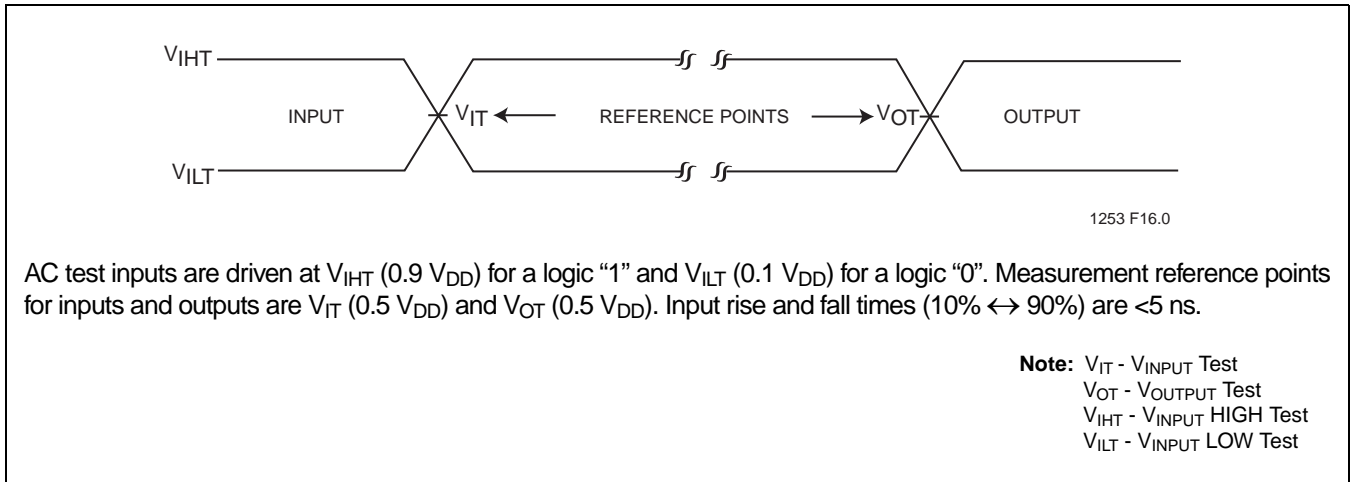 VIHT
INPUT VIT REFERENCE POINTS VOT OUTPUT
VILT
1253 F16.0
AC test inputs are driven at VIHT (0.9 VDD) for a logic “1” and VILT (0.1 VDD) for a logic “0”. Measurement reference points
for inputs and outputs are VIT (0.5 VDD) and VOT (0.5 VDD). Input rise and fall times (10% ↔ 90%) are <5 ns.
Note: VIT - VINPUT Test
VOT - VOUTPUT Test
VIHT - VINPUT HIGH Test
VILT - VINPUT LOW Test